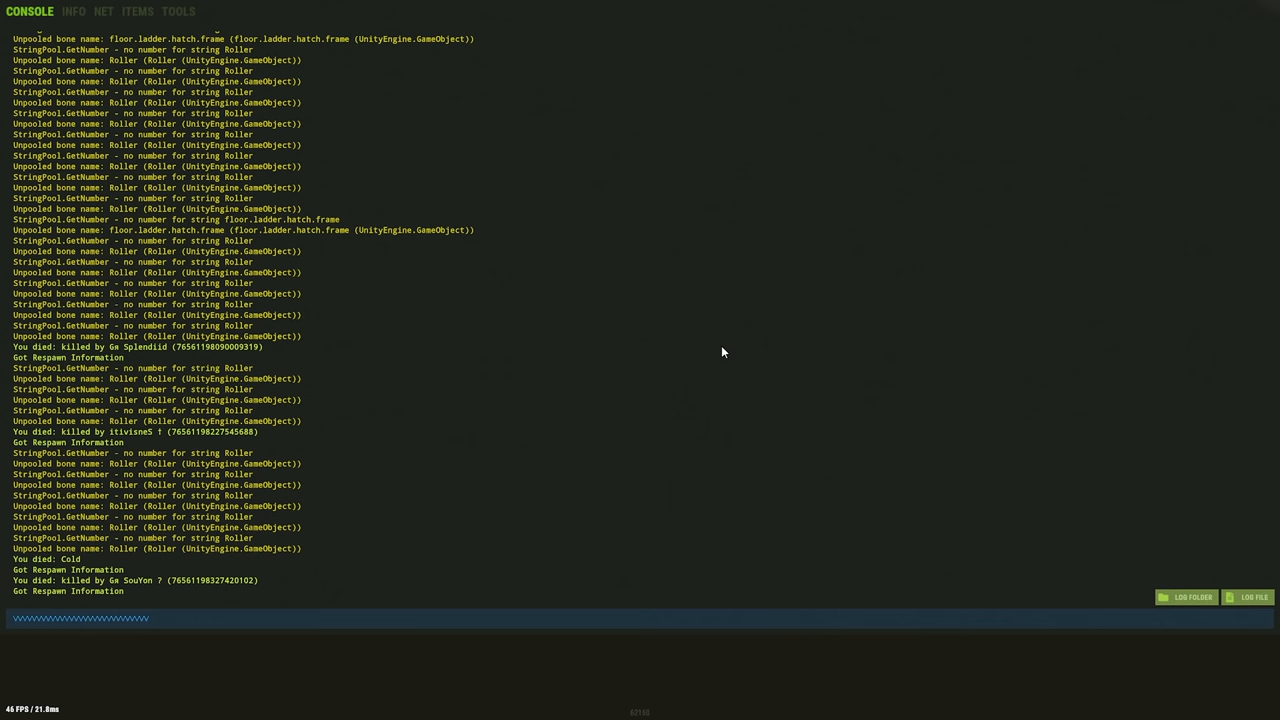 CONSOLE INFO NET ITEMS TOOLS
Unpooled bone name: floor.ladder.hatch.frame (floor.ladder.hatch.frame (UnityEngine.GameObject))
StringPool.GetNumber - no number for string Roller
Unpooled bone name: Roller (Roller (UnityEngine.GameObject))
StringPool.GetNumber - no number for string Roller
Unpooled bone name: Roller (Roller (UnityEngine.GameObject))
StringPool.GetNumber - no number for string Roller
Unpooled bone name: Roller (Roller (UnityEngine.GameObject))
StringPool.GetNumber - no number for string Roller
Unpooled bone name: Roller (Roller (UnityEngine.GameObject))
StringPool.GetNumber - no number for string Roller
Unpooled bone name: Roller (Roller (UnityEngine.GameObject))
StringPool.GetNumber - no number for string Roller
Unpooled bone name: Roller (Roller (UnityEngine.GameObject))
StringPool.GetNumber - no number for string Roller
Unpooled bone name: Roller (Roller (UnityEngine.GameObject))
StringPool.GetNumber - no number for string Roller
Unpooled bone name: Roller (Roller (UnityEngine.GameObject))
StringPool.GetNumber - no number for string floor.ladder.hatch.frame
Unpooled bone name: floor.ladder.hatch.frame (floor.ladder.hatch.frame (UnityEngine.GameObject))
StringPool.GetNumber - no number for string Roller
Unpooled bone name: Roller (Roller (UnityEngine.GameObject))
StringPool.GetNumber - no number for string Roller
Unpooled bone name: Roller (Roller (UnityEngine.GameObject))
StringPool.GetNumber - no number for string Roller
Unpooled bone name: Roller (Roller (UnityEngine.GameObject))
StringPool.GetNumber - no number for string Roller
Unpooled bone name: Roller (Roller (UnityEngine.GameObject))
StringPool.GetNumber - no number for string Roller
Unpooled bone name: Roller (Roller (UnityEngine.GameObject))
You died: killed by Gя Splendiid (76561198090009319)
Got Respawn Information
StringPool.GetNumber - no number for string Roller
Unpooled bone name: Roller (Roller (UnityEngine.GameObject))
StringPool.GetNumber - no number for string Roller
Unpooled bone name: Roller (Roller (UnityEngine.GameObject))
StringPool.GetNumber - no number for string Roller
Unpooled bone name: Roller (Roller (UnityEngine.GameObject))
You died: killed by itivisneS † (76561198227545688)
Got Respawn Information
StringPool.GetNumber - no number for string Roller
Unpooled bone name: Roller (Roller (UnityEngine.GameObject))
StringPool.GetNumber - no number for string Roller
Unpooled bone name: Roller (Roller (UnityEngine.GameObject))
StringPool.GetNumber - no number for string Roller
Unpooled bone name: Roller (Roller (UnityEngine.GameObject))
StringPool.GetNumber - no number for string Roller
Unpooled bone name: Roller (Roller (UnityEngine.GameObject))
StringPool.GetNumber - no number for string Roller
Unpooled bone name: Roller (Roller (UnityEngine.GameObject))
You died: Cold
Got Respawn Information
You died: killed by Gя SouYon ? (76561198327420102)
Got Respawn Information
LOG FOLDER LOG FILE
46 FPS / 21.8ms